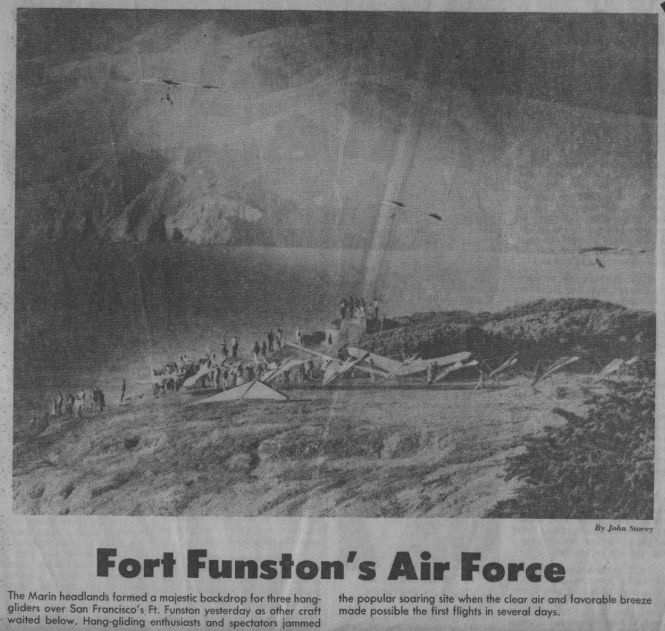 By John Storey
Fort Funston's Air Force
The Marin headlands formed a majestic backdrop for three hang-
gliders over San Francisco's Ft. Funston yesterday as other craft
waited below. Hang-gliding enthusiasts and spectators jammed
the popular soaring site when the clear air and favorable breeze
made possible the first flights in several days.